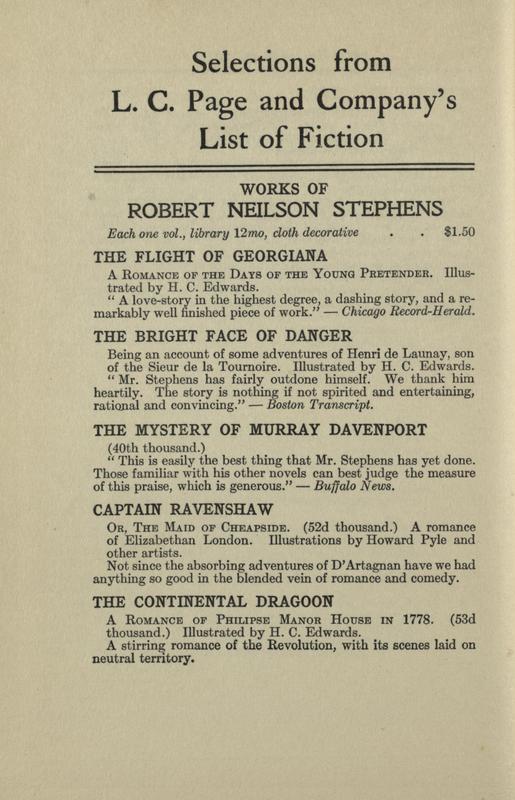 Selections from
L. C. Page and Company's
List of Fiction
WORKS OF
ROBERT NEILSON STEPHENS
Each one vol., library 12mo, cloth decorative . . $1.50
THE FLIGHT OF GEORGIANA
A Romance of the Days of the Young Pretender. Illus-
trated by H. C. Edwards.
" A love-story in the highest degree, a dashing story, and a re-
markably well finished piece of work." — Chicago Record-Herald.
THE BRIGHT FACE OF DANGER
Being an account of some adventures of Henri de Launay, son
of the Sieur de la Tournoire. Illustrated by H. C. Edwards.
" Mr. Stephens has fairly outdone himself. We thank him
heartily. The story is nothing if not spirited and entertaining,
rational and convincing." — Boston Transcript.
THE MYSTERY OF MURRAY DAVENPORT
(40th thousand.)
" This is easily the best thing that Mr. Stephens has yet done.
Those familiar with his other novels can best judge the measure
of this praise, which is generous." — Buffalo News.
CAPTAIN RAVENSHAW
Or, The Maid of Cheapside. (52d thousand.) A romance
of Elizabethan London. Illustrations by Howard Pyle and
other artists.
Not since the absorbing adventures of D'Artagnan have we had
anything so good in the blended vein of romance and comedy.
THE CONTINENTAL DRAGOON
A Romance of Philipse Manor House in 1778. (53d
thousand.) Illustrated by H. C. Edwards.
A stirring romance of the Revolution, with its scenes laid on
neutral territory.